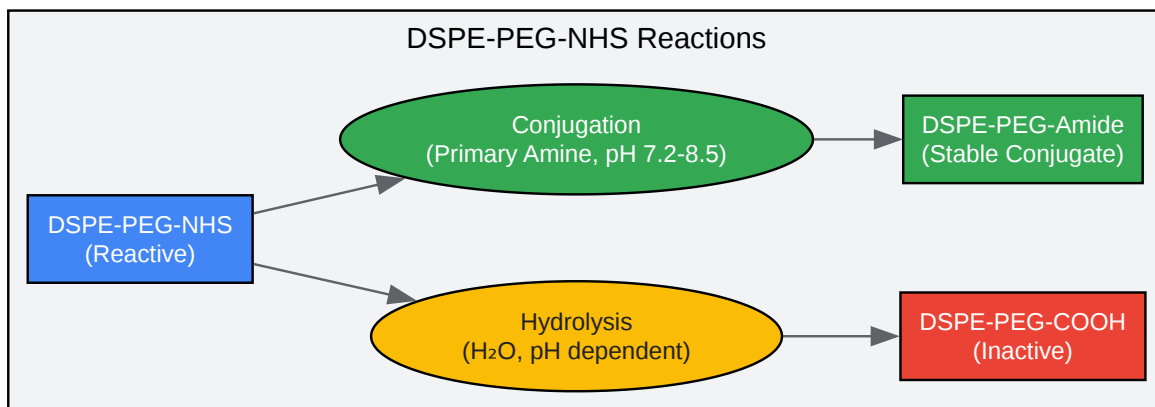 DSPE-PEG-NHS Reactions
Conjugation
(Primary Amine, pH 7.2-8.5)
DSPE-PEG-Amide
(Stable Conjugate)
DSPE-PEG-NHS
(Reactive)
Hydrolysis
(H₂O, pH dependent)
DSPE-PEG-COOH
(Inactive)